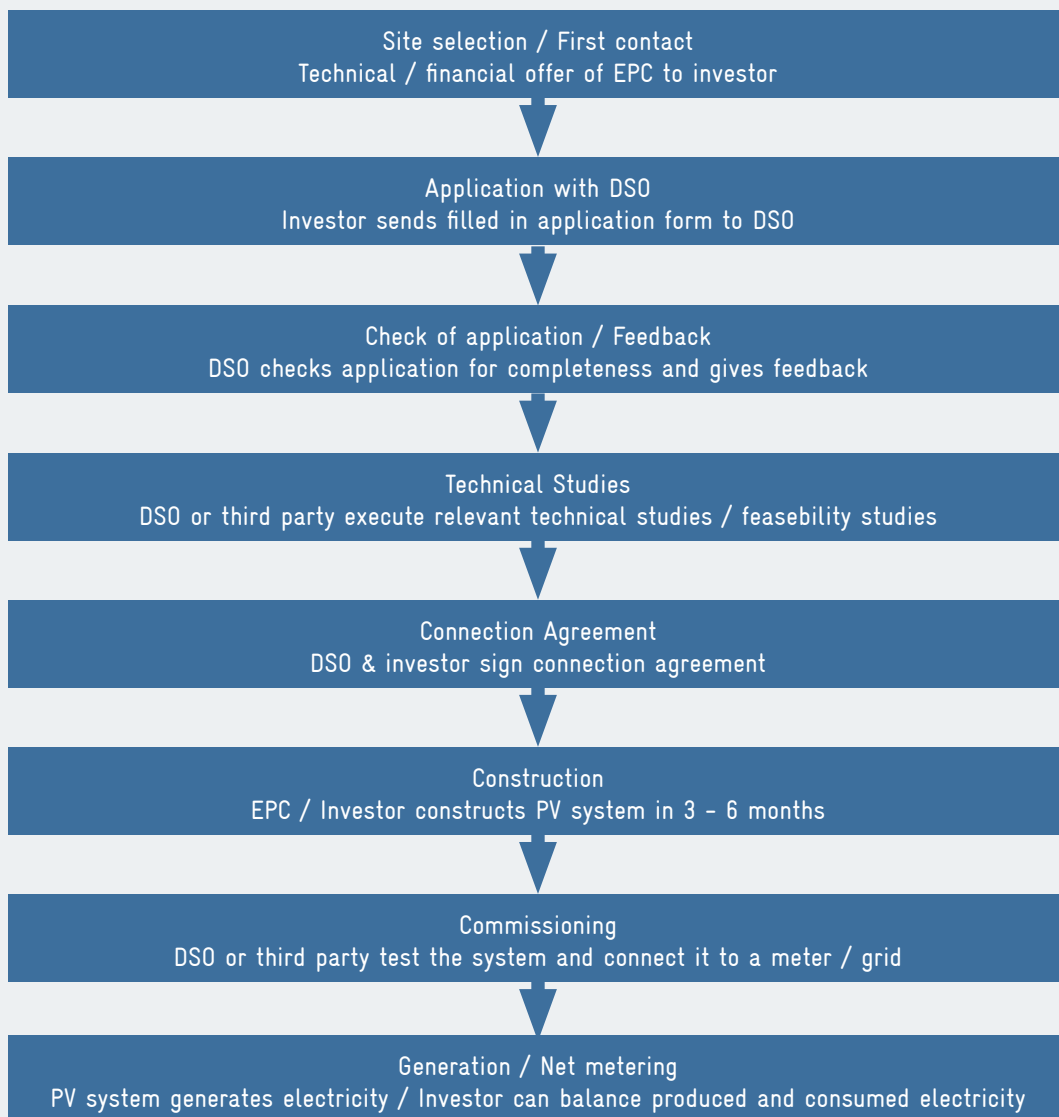 Site selection / First contact
Technical / financial offer of EPC to investor
Application with DSO
Investor sends filled in application form to DSO
Check of application / Feedback
DSO checks application for completeness and gives feedback
Technical Studies
DSO or third party execute relevant technical studies / feasebility studies
Connection Agreement
DSO & investor sign connection agreement
Construction
EPC / Investor constructs PV system in 3 - 6 months
Commissioning
DSO or third party test the system and connect it to a meter / grid
Generation / Net metering
PV system generates electricity / Investor can balance produced and consumed electricity